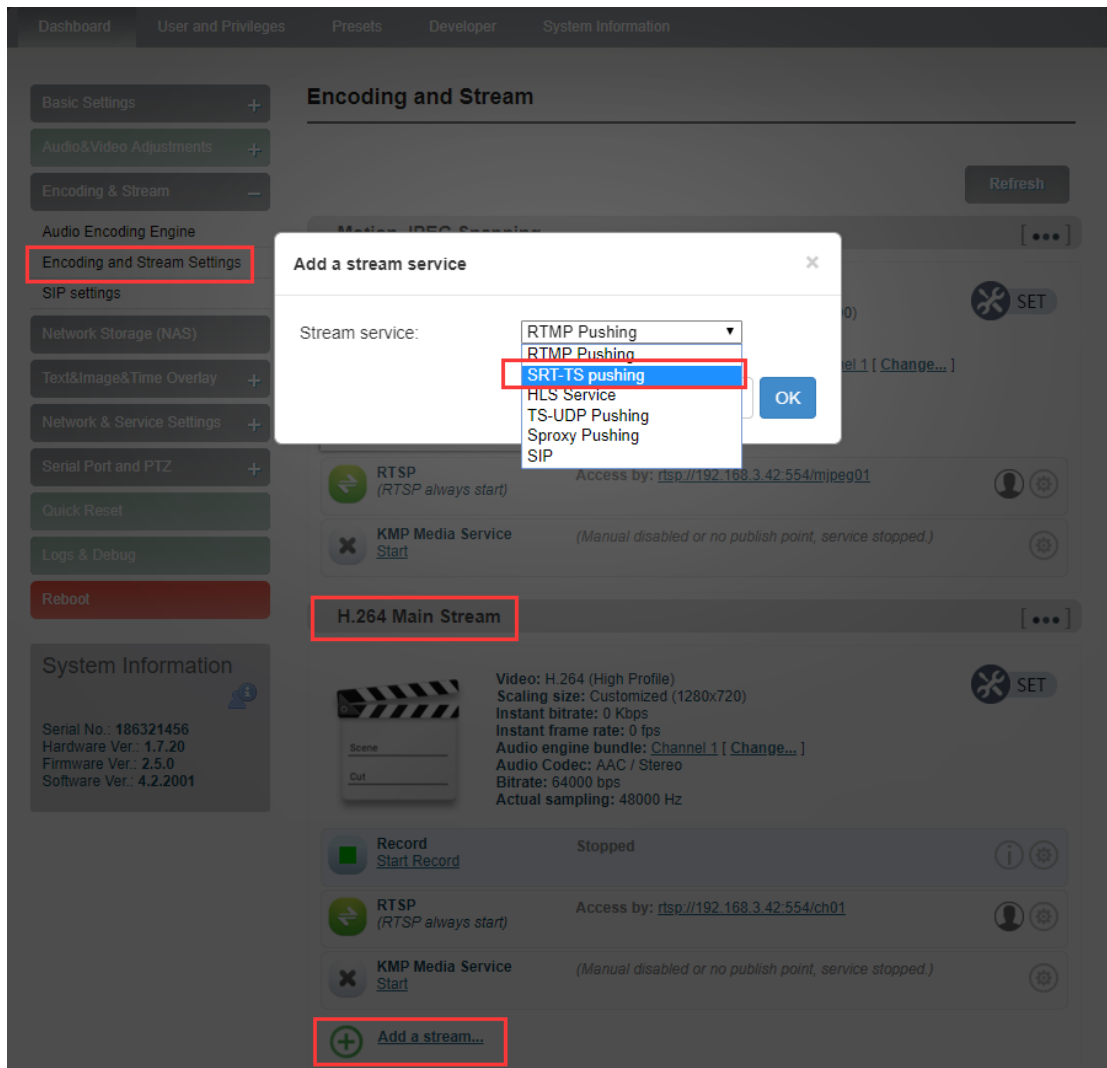 Dashboard
User and Privileges
Presets
Developer
System Information
Basic Settings
Audio&Video Adjustments
Encoding & Stream
Audio Encoding Engine
Encoding and Stream Settings
SIP settings
Network Storage (NAS)
Text&Image&Time Overlay
Network & Service Settings
Serial Port and PTZ
Quick Reset
Logs & Debug
Reboot
System Information
Serial No.: 186321456
Hardware Ver.: 1.7.20
Firmware Ver.: 2.5.0
Software Ver.: 4.2.2001
Encoding and Stream
Refresh
[ ••• ]
SET
Add a stream service ×
Stream service:
RTMP Pushing
RTMP Pushing
SRT-TS pushing
HLS Service
TS-UDP Pushing
Sproxy Pushing
SIP
OK
0)
1 [ Change... ]
RTSP
(RTSP always start)
Access by: rtsp://192.168.3.42:554/mjpeg01
KMP Media Service
Start
(Manual disabled or no publish point, service stopped.)
H.264 Main Stream
[ ••• ]
Scene
Cut
Video: H.264 (High Profile)
Scaling size: Customized (1280x720)
Instant bitrate: 0 Kbps
Instant frame rate: 0 fps
Audio engine bundle: Channel 1 [ Change... ]
Audio Codec: AAC / Stereo
Bitrate: 64000 bps
Actual sampling: 48000 Hz
SET
Record
Start Record
Stopped
RTSP
(RTSP always start)
Access by: rtsp://192.168.3.42:554/ch01
KMP Media Service
Start
(Manual disabled or no publish point, service stopped.)
Add a stream...